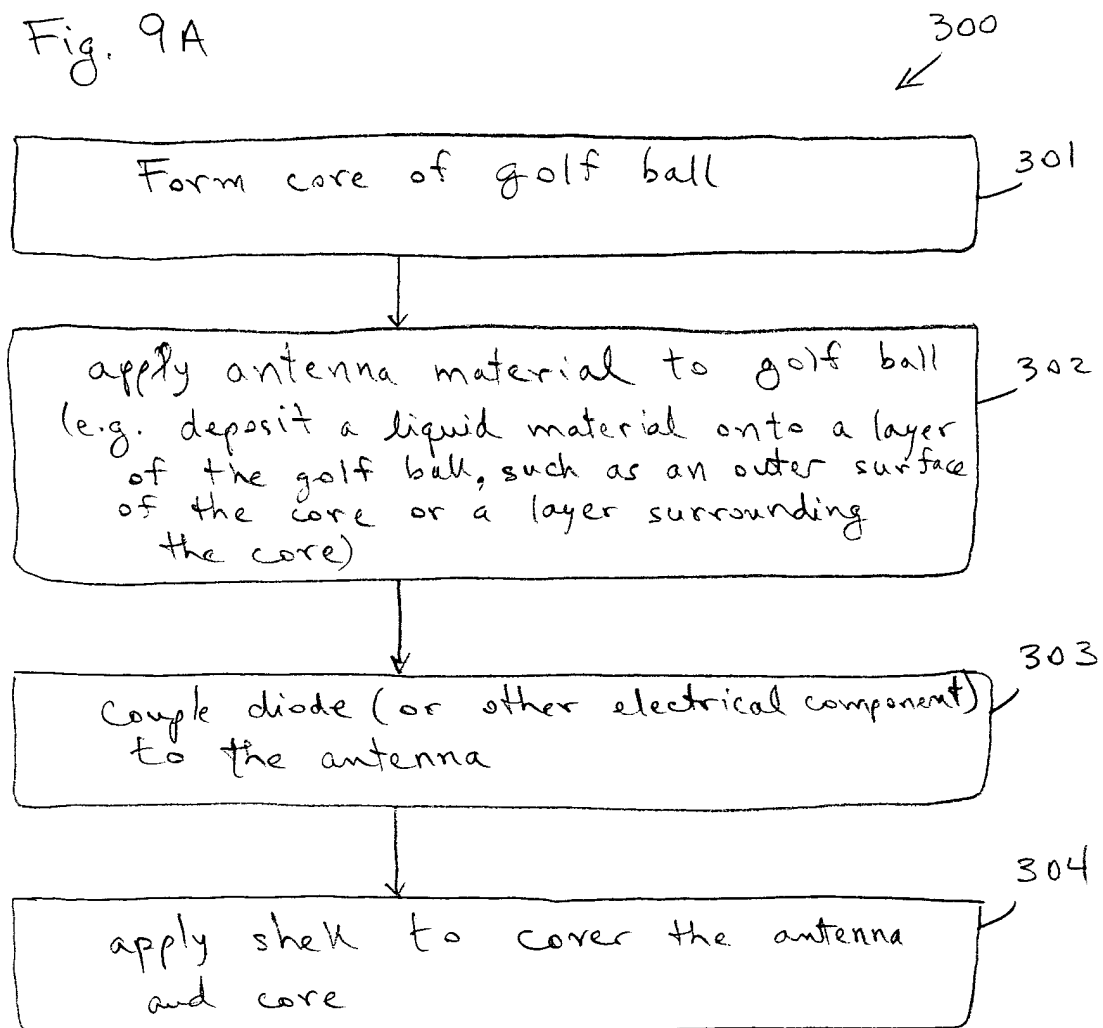 Fig. 9A
300
Form core of golf ball
301
apply antenna material to golf ball
302
(e.g. deposit a liquid material onto a layer
of the golf ball, such as an outer surface
of the core or a layer surrounding
the core)
303
couple diode (or other electrical component)
to the antenna
304
apply shell to cover the antenna
and core